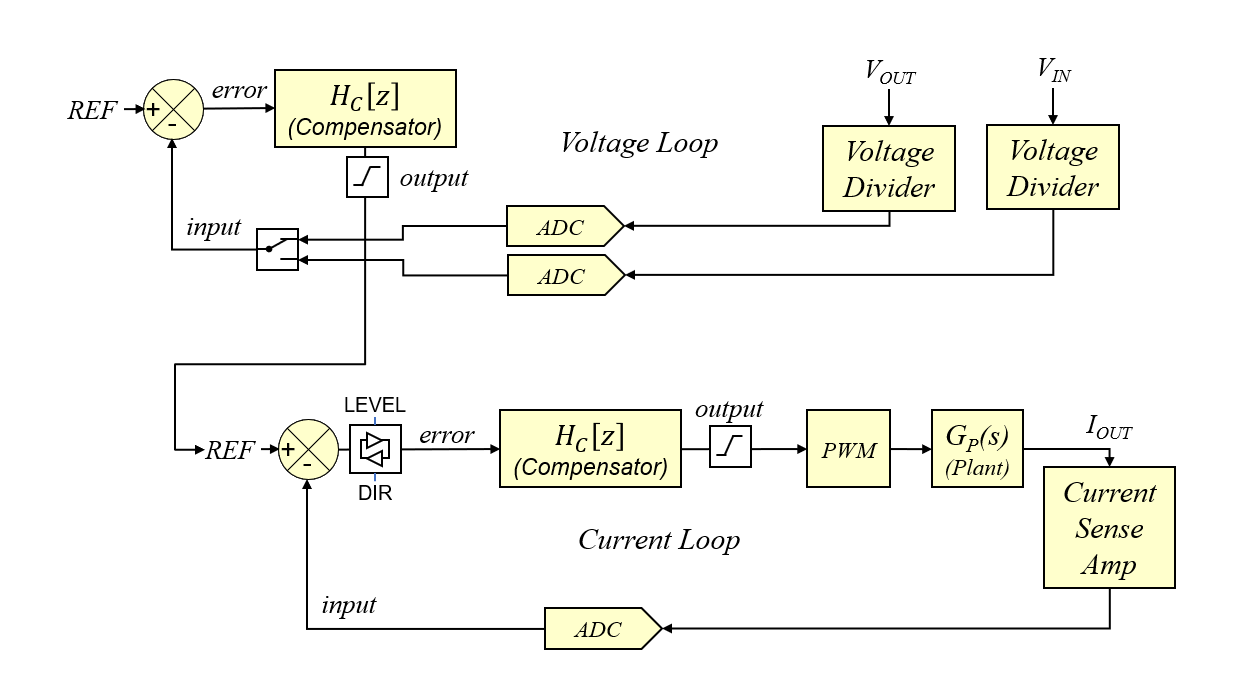 REF
+
-
error
H_C[z]
(Compensator)
output
input
Voltage Loop
V_OUT
V_IN
Voltage
Divider
Voltage
Divider
ADC
ADC
REF
+
-
LEVEL
DIR
error
H_C[z]
(Compensator)
output
PWM
G_P(s)
(Plant)
I_OUT
Current
Sense
Amp
Current Loop
input
ADC